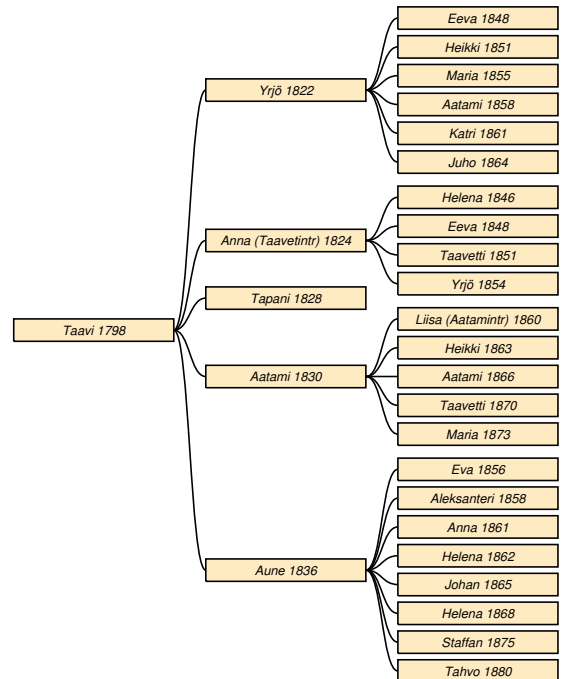 Taavi 1798
Yrjö 1822
Eeva 1848
Heikki 1851
Maria 1855
Aatami 1858
Katri 1861
Juho 1864
Anna (Taavetintr) 1824
Helena 1846
Eeva 1848
Taavetti 1851
Yrjö 1854
Tapani 1828
Aatami 1830
Liisa (Aatamintr) 1860
Heikki 1863
Aatami 1866
Taavetti 1870
Maria 1873
Aune 1836
Eva 1856
Aleksanteri 1858
Anna 1861
Helena 1862
Johan 1865
Helena 1868
Staffan 1875
Tahvo 1880